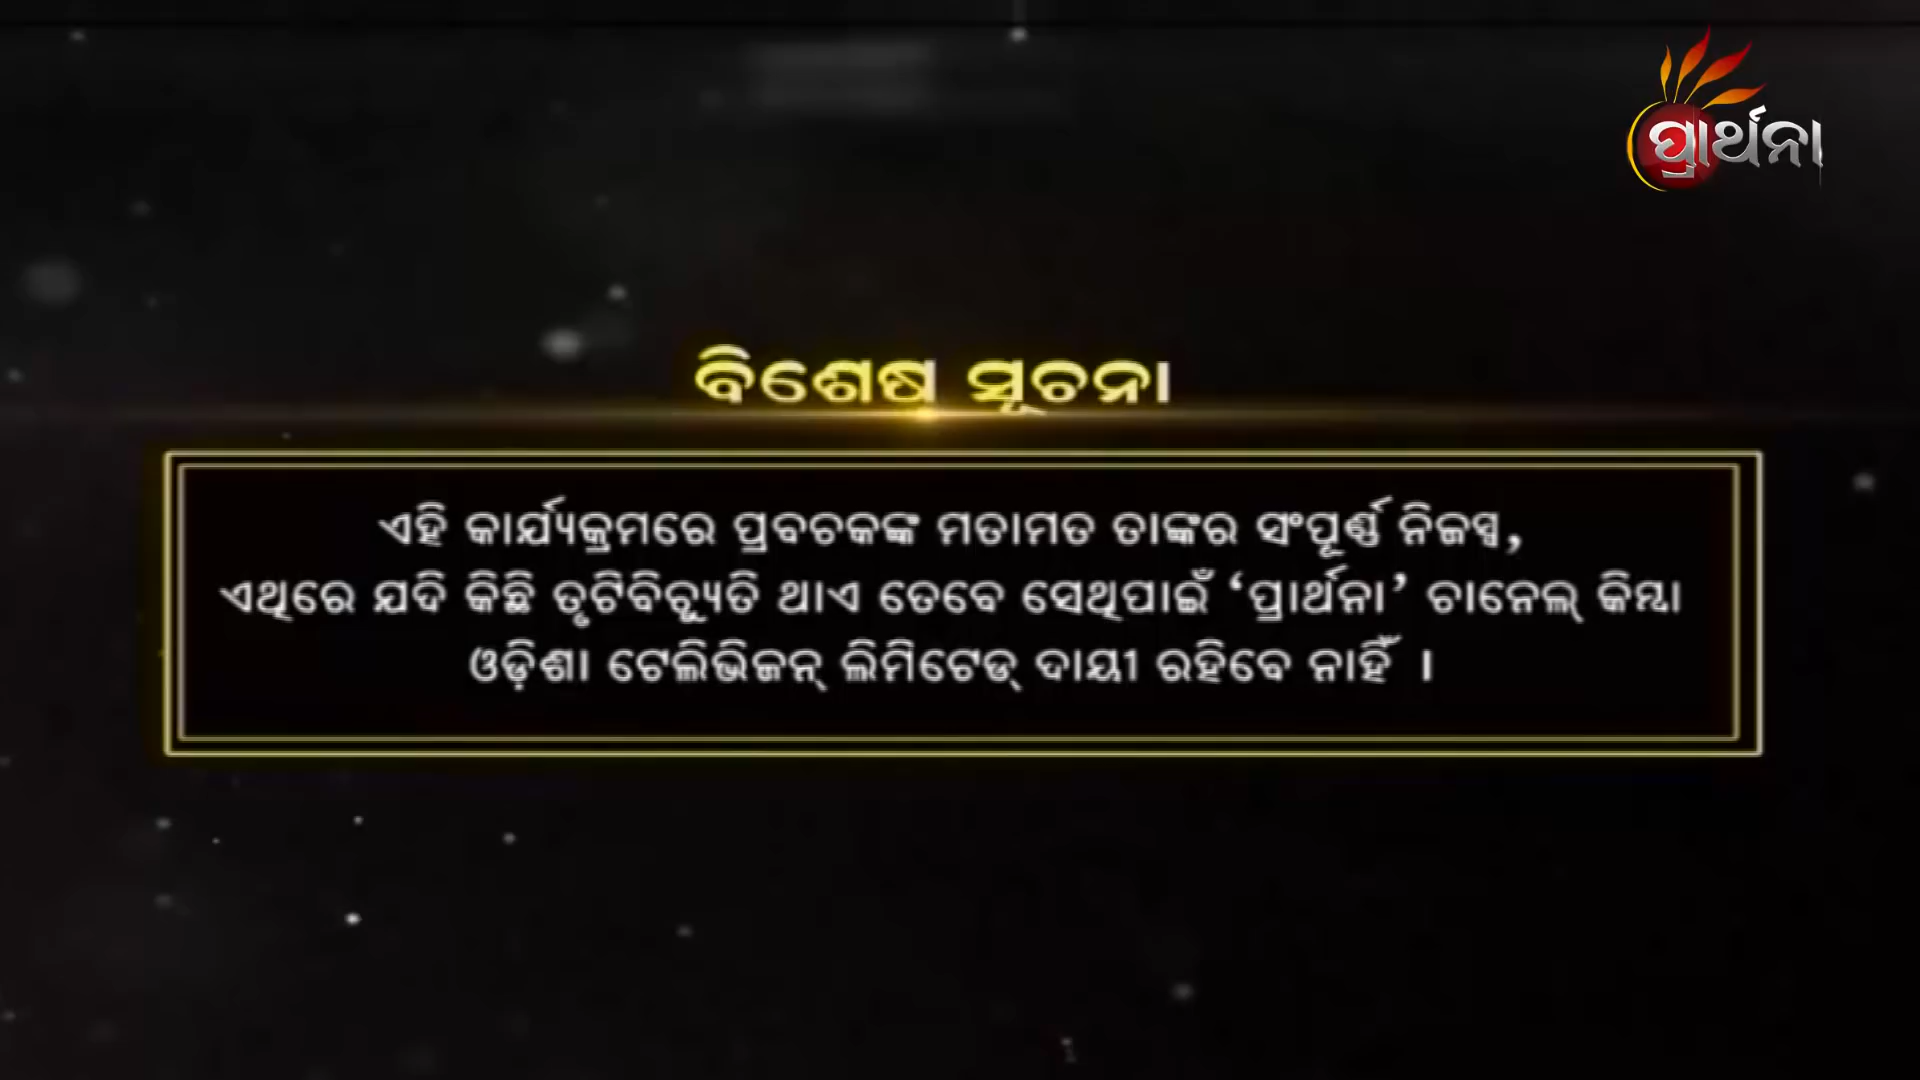 ପ୍ରାର୍ଥନା
ବିଶେଷ ସୂଚନା
ଏହି କାର୍ଯ୍ୟକ୍ରମରେ ପ୍ରବଚକଙ୍କ ମତାମତ ତାଙ୍କର ସଂପୂର୍ଣ୍ଣ ନିଜସ୍ୱ,
ଏଥିରେ ଯଦି କିଛି ତୃଟିବିଚ୍ୟୁତି ଥାଏ ତେବେ ସେଥିପାଇଁ ‘ପ୍ରାର୍ଥନା’ ଚାନେଲ୍ କିମ୍ୱା
ଓଡ଼ିଶା ଟେଲିଭିଜନ୍ ଲିମିଟେଡ୍ ଦାୟୀ ରହିବେ ନାହିଁ ।